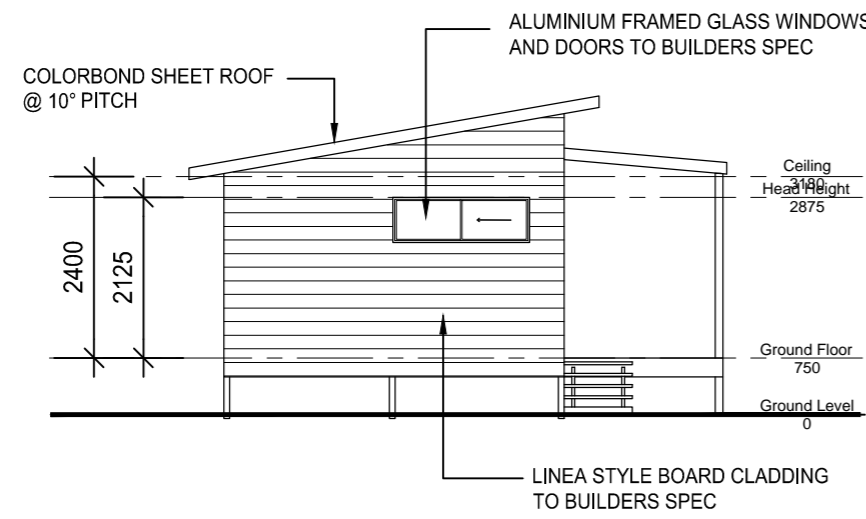 ALUMINIUM FRAMED GLASS WINDOWS
AND DOORS TO BUILDERS SPEC
COLORBOND SHEET ROOF
@ 10° PITCH
Ceiling
3180
Head Height
2875
2400
2125
Ground Floor
750
Ground Level
0
LINEA STYLE BOARD CLADDING
TO BUILDERS SPEC